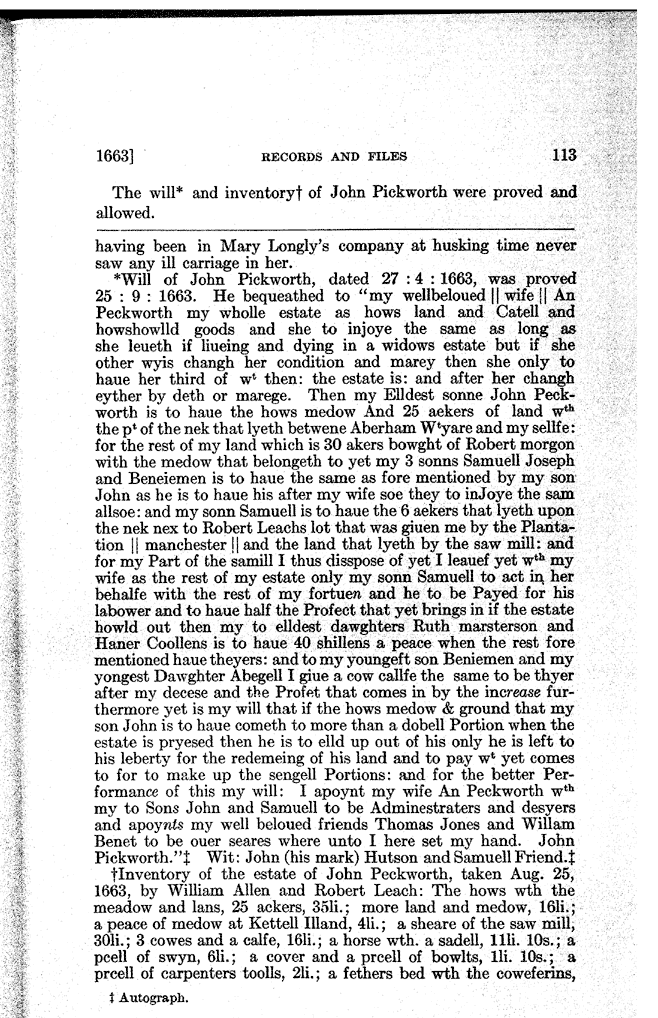 1663] RECORDS AND FILES 113
The will* and inventory† of John Pickworth were proved and
allowed.
having been in Mary Longly's company at husking time never
saw any ill carriage in her.
*Will of John Pickworth, dated 27 : 4 : 1663, was proved
25 : 9 : 1663. He bequeathed to "my wellbeloued || wife || An
Peckworth my wholle estate as hows land and Catell and
howshowlld goods and she to injoye the same as long as
she leueth if liueing and dying in a widows estate but if she
other wyis changh her condition and marey then she only to
haue her third of wᵗ then: the estate is: and after her changh
eyther by deth or marege. Then my Elldest sonne John Peck-
worth is to haue the hows medow And 25 aekers of land wᵗʰ
the pᵗ of the nek that lyeth betwene Aberham Wᵗyare and my sellfe:
for the rest of my land which is 30 akers bowght of Robert morgon
with the medow that belongeth to yet my 3 sonns Samuell Joseph
and Beneiemen is to haue the same as fore mentioned by my son
John as he is to haue his after my wife soe they to inJoye the sam
allsoe: and my sonn Samuell is to haue the 6 aekers that lyeth upon
the nek nex to Robert Leachs lot that was giuen me by the Planta-
tion || manchester || and the land that lyeth by the saw mill: and
for my Part of the samill I thus disspose of yet I leauef yet wᵗʰ my
wife as the rest of my estate only my sonn Samuell to act in her
behalfe with the rest of my fortuen and he to be Payed for his
labower and to haue half the Profect that yet brings in if the estate
howld out then my to elldest dawghters Ruth marsterson and
Haner Coollens is to haue 40 shillens a peace when the rest fore
mentioned haue theyers: and to my youngeft son Beniemen and my
yongest Dawghter Abegell I giue a cow callfe the same to be thyer
after my decese and the Profet that comes in by the increase fur-
thermore yet is my will that if the hows medow & ground that my
son John is to haue cometh to more than a dobell Portion when the
estate is pryesed then he is to elld up out of his only he is left to
his leberty for the redemeing of his land and to pay wᵗ yet comes
to for to make up the sengell Portions: and for the better Per-
formance of this my will: I apoynt my wife An Peckworth wᵗʰ
my to Sons John and Samuell to be Adminestraters and desyers
and apoynts my well beloued friends Thomas Jones and Willam
Benet to be ouer seares where unto I here set my hand. John
Pickworth."‡ Wit: John (his mark) Hutson and Samuell Friend.‡
†Inventory of the estate of John Peckworth, taken Aug. 25,
1663, by William Allen and Robert Leach: The hows wth the
meadow and lans, 25 ackers, 35li.; more land and medow, 16li.;
a peace of medow at Kettell Illand, 4li.; a sheare of the saw mill,
30li.; 3 cowes and a calfe, 16li.; a horse wth. a sadell, 11li. 10s.; a
pcell of swyn, 6li.; a cover and a prcell of bowlts, 1li. 10s.; a
prcell of carpenters toolls, 2li.; a fethers bed wth the coweferins,
‡ Autograph.